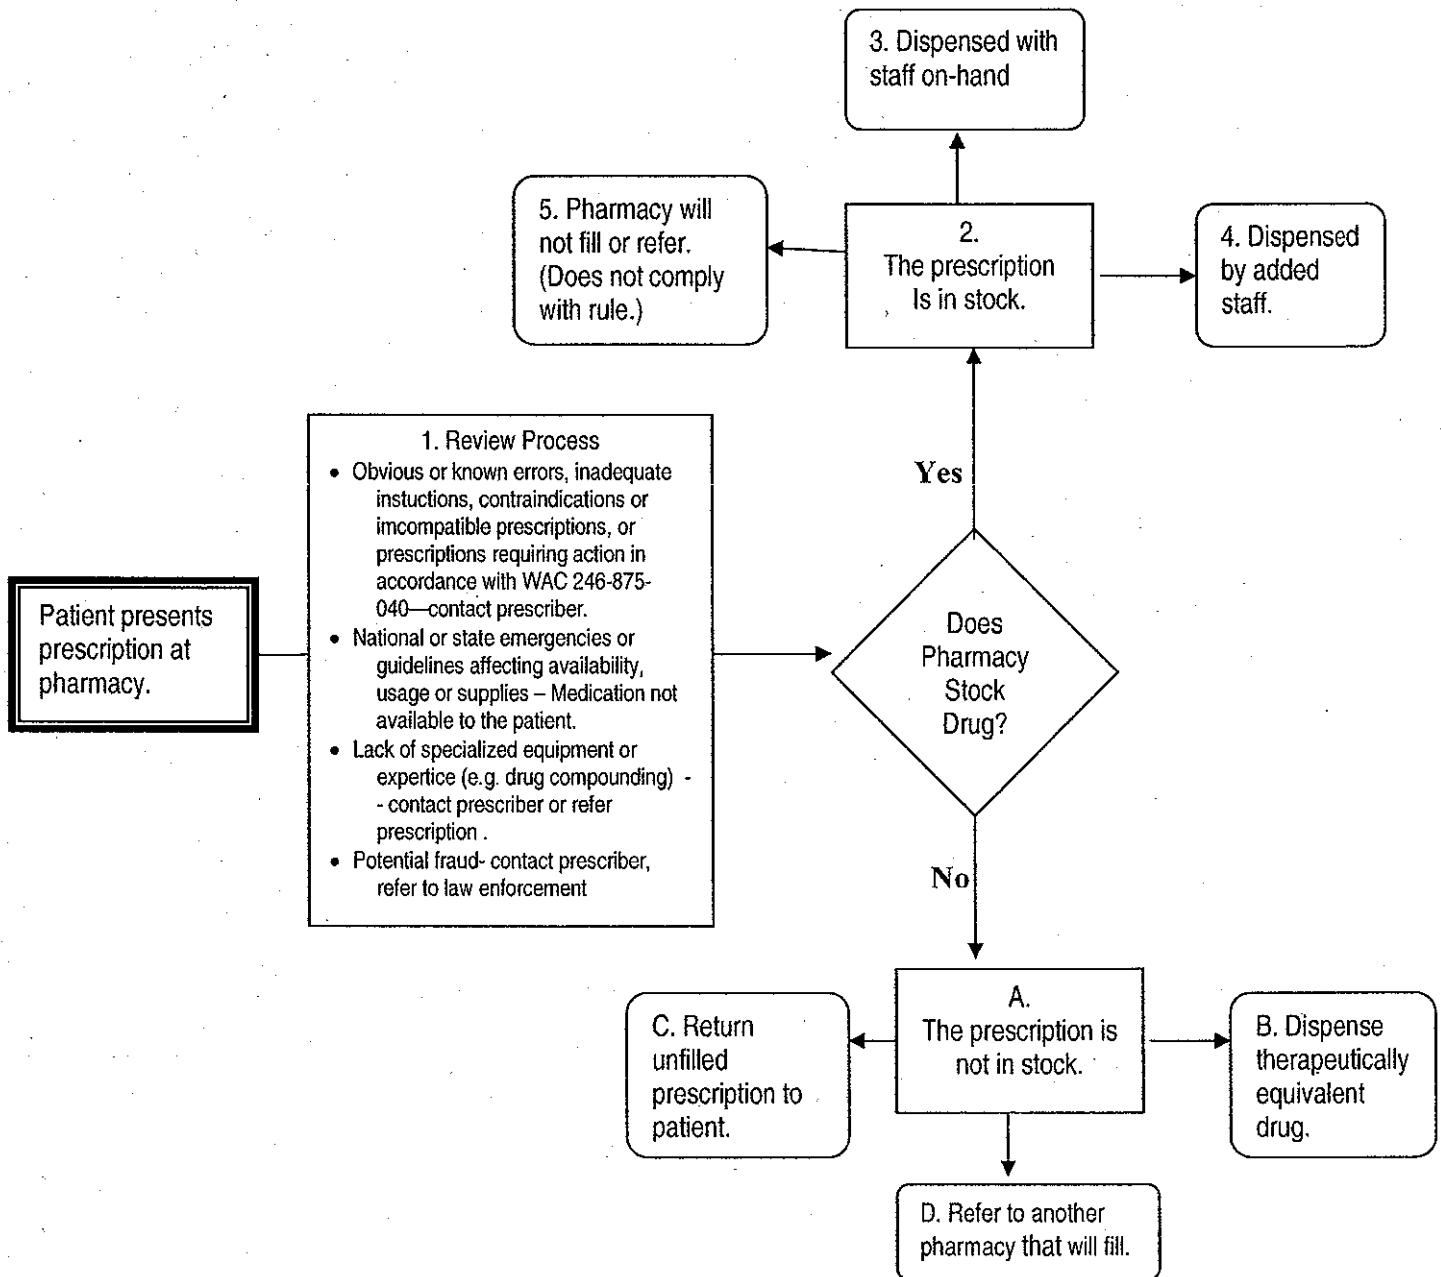 3. Dispensed with
staff on-hand
5. Pharmacy will
not fill or refer.
(Does not comply
with rule.)
2.
The prescription
Is in stock.
4. Dispensed
by added
staff.
1. Review Process
• Obvious or known errors, inadequate
instuctions, contraindications or
imcompatible prescriptions, or
prescriptions requiring action in
accordance with WAC 246-875-
040—contact prescriber.
• National or state emergencies or
guidelines affecting availability,
usage or supplies – Medication not
available to the patient.
• Lack of specialized equipment or
expertice (e.g. drug compounding) -
- contact prescriber or refer
prescription .
• Potential fraud- contact prescriber,
refer to law enforcement
Yes
Patient presents
prescription at
pharmacy.
Does
Pharmacy
Stock
Drug?
No
A.
The prescription is
not in stock.
C. Return
unfilled
prescription to
patient.
B. Dispense
therapeutically
equivalent
drug.
D. Refer to another
pharmacy that will fill.